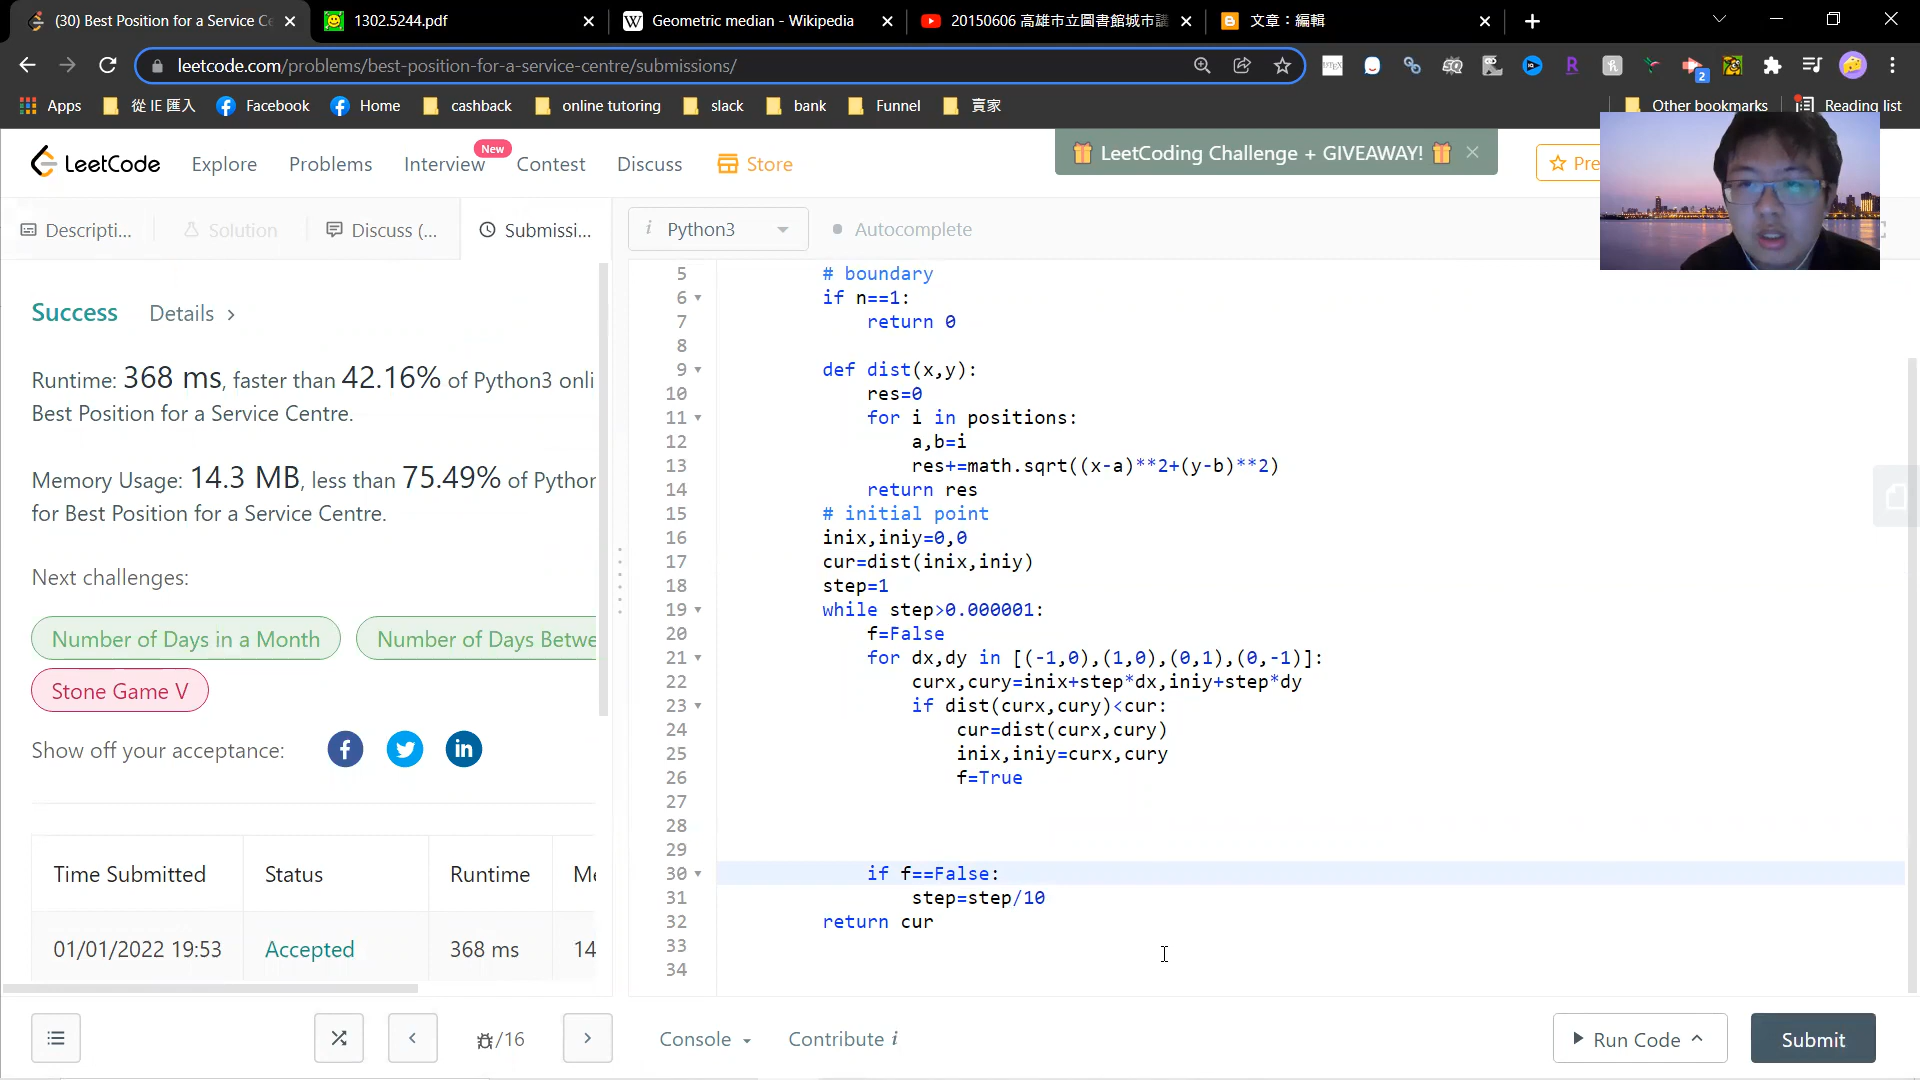 (30) Best Position for a Service Ce
1302.5244.pdf
Geometric median - Wikipedia
20150606 高雄市立圖書館城市講
文章：編輯
leetcode.com/problems/best-position-for-a-service-centre/submissions/
Apps
從 IE 匯入
Facebook
Home
cashback
online tutoring
slack
bank
Funnel
賣家
Other bookmarks
Reading list
LeetCode
Explore
Problems
Interview
New
Contest
Discuss
Store
LeetCoding Challenge + GIVEAWAY!
Pre
Descripti...
Solution
Discuss (...
Submissi...
Success
Details >
Runtime: 368 ms, faster than 42.16% of Python3 onli
Best Position for a Service Centre.
Memory Usage: 14.3 MB, less than 75.49% of Python
for Best Position for a Service Centre.
Next challenges:
Number of Days in a Month
Number of Days Betwe
Stone Game V
Show off your acceptance:
Time Submitted
Status
Runtime
Me
01/01/2022 19:53
Accepted
368 ms
14
/16
i Python3
Autocomplete
5 # boundary
6 if n==1:
7 return 0
8
9 def dist(x,y):
10 res=0
11 for i in positions:
12 a,b=i
13 res+=math.sqrt((x-a)**2+(y-b)**2)
14 return res
15 # initial point
16 inix,iniy=0,0
17 cur=dist(inix,iniy)
18 step=1
19 while step>0.000001:
20 f=False
21 for dx,dy in [(-1,0),(1,0),(0,1),(0,-1)]:
22 curx,cury=inix+step*dx,iniy+step*dy
23 if dist(curx,cury)<cur:
24 cur=dist(curx,cury)
25 inix,iniy=curx,cury
26 f=True
27
28
29
30 if f==False:
31 step=step/10
32 return cur
33
34
Console
Contribute i
Run Code
Submit